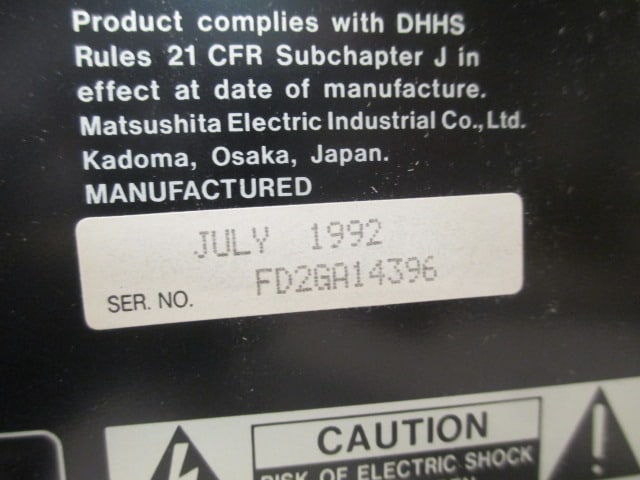 Product complies with DHHS
Rules 21 CFR Subchapter J in
effect at date of manufacture.
Matsushita Electric Industrial Co., Ltd.
Kadoma, Osaka, Japan.
MANUFACTURED
JULY 1992
SER. NO. FD2GA14396
CAUTION
RISK OF ELECTRIC SHOCK